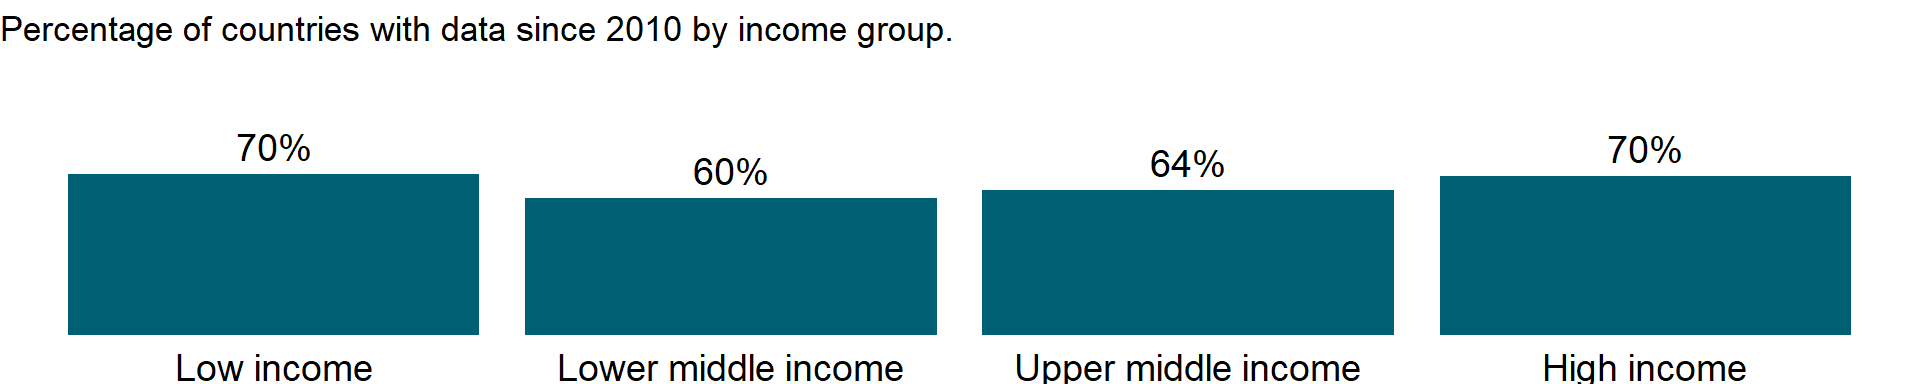 Percentage of countries with data since 2010 by income group.
70%
60%
64%
70%
Low income
Lower middle income
Upper middle income
High income